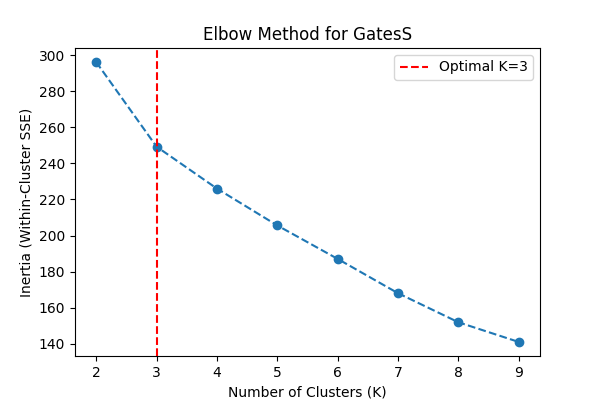 Elbow Method for GatesS
Optimal K=3
Inertia (Within-Cluster SSE)
300
280
260
240
220
200
180
160
140
2 3 4 5 6 7 8 9
Number of Clusters (K)